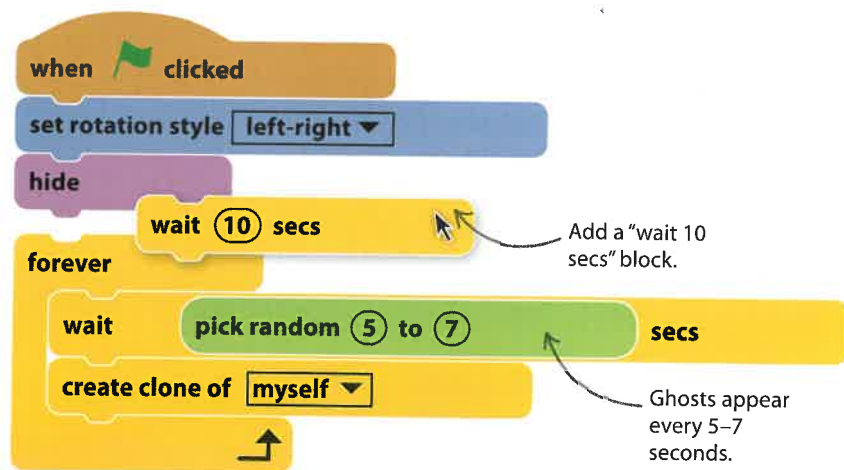 when clicked
set rotation style left-right
hide
wait 10 secs
Add a "wait 10
secs" block.
forever
wait pick random 5 to 7 secs
create clone of myself
Ghosts appear
every 5–7
seconds.